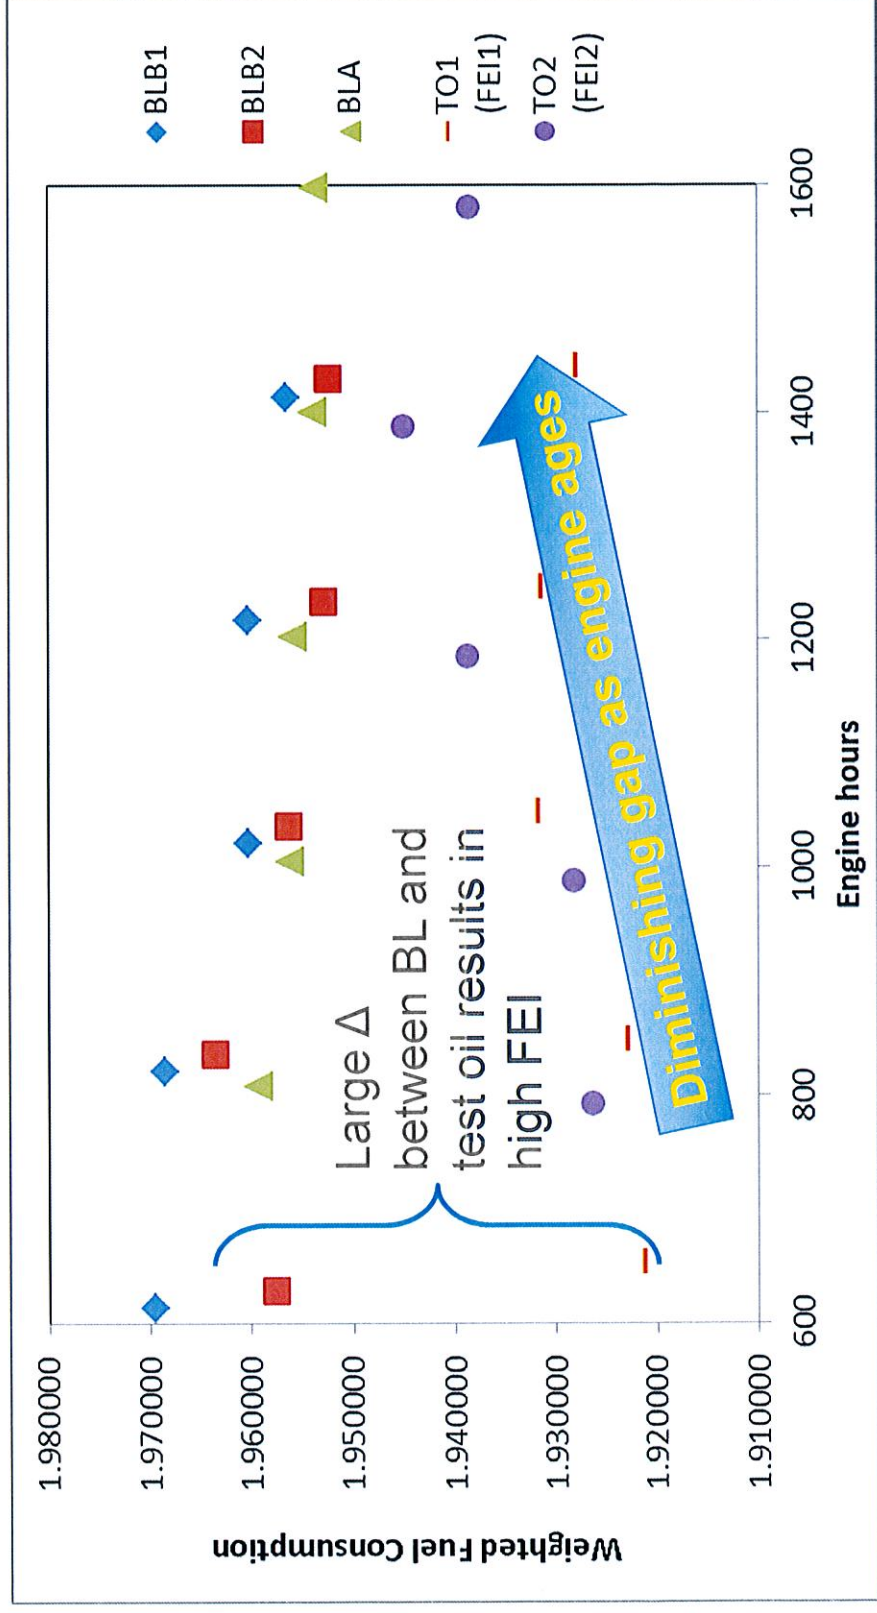 Weighted Fuel Consumption
1.980000
1.970000
1.960000
1.950000
1.940000
1.930000
1.920000
1.910000
600
800
1000
1200
1400
1600
Engine hours
Large Δ
between BL and
test oil results in
high FEI
Diminishing gap as engine ages
BLB1
BLB2
BLA
TO1
(FEI1)
TO2
(FEI2)